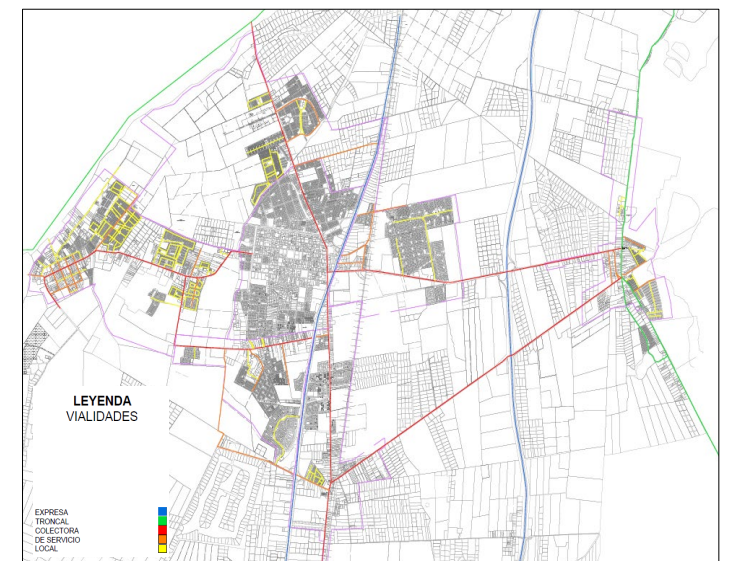 LEYENDA
VIALIDADES
EXPRESA
TRONCAL
COLECTORA
DE SERVICIO
LOCAL